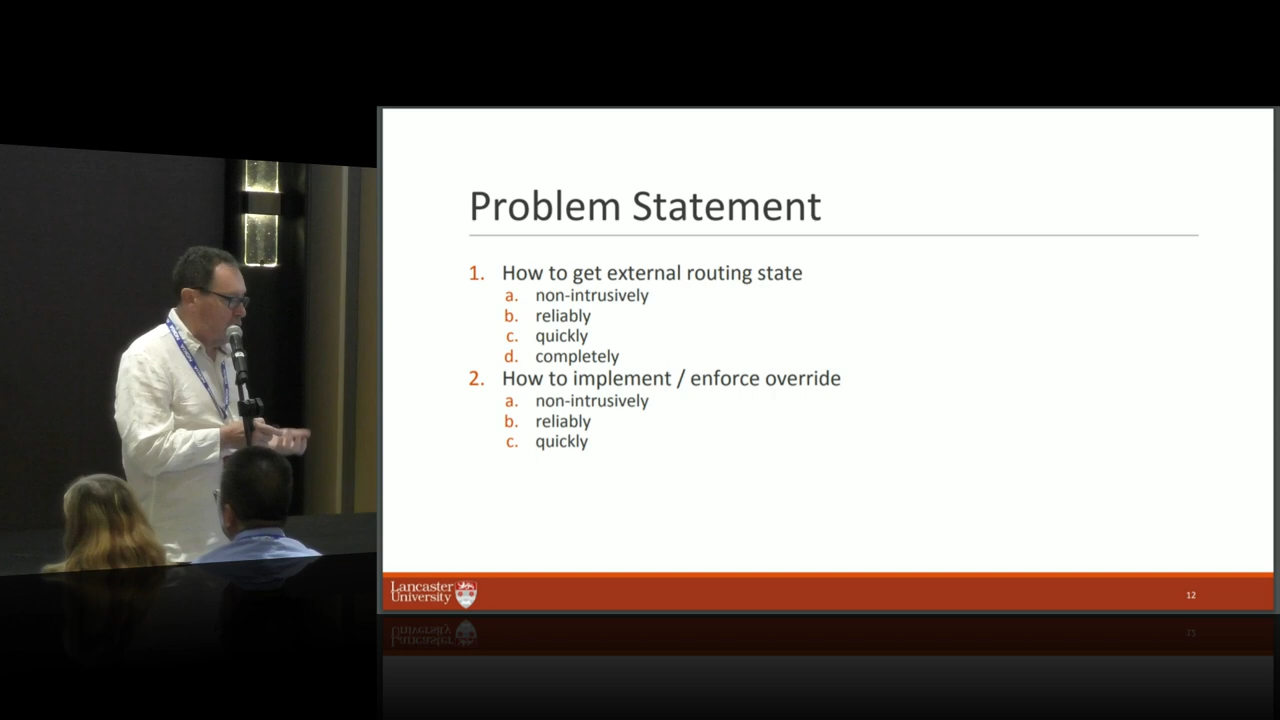 Problem Statement
1. How to get external routing state
a. non-intrusively
b. reliably
c. quickly
d. completely
2. How to implement / enforce override
a. non-intrusively
b. reliably
c. quickly
Lancaster
University
12